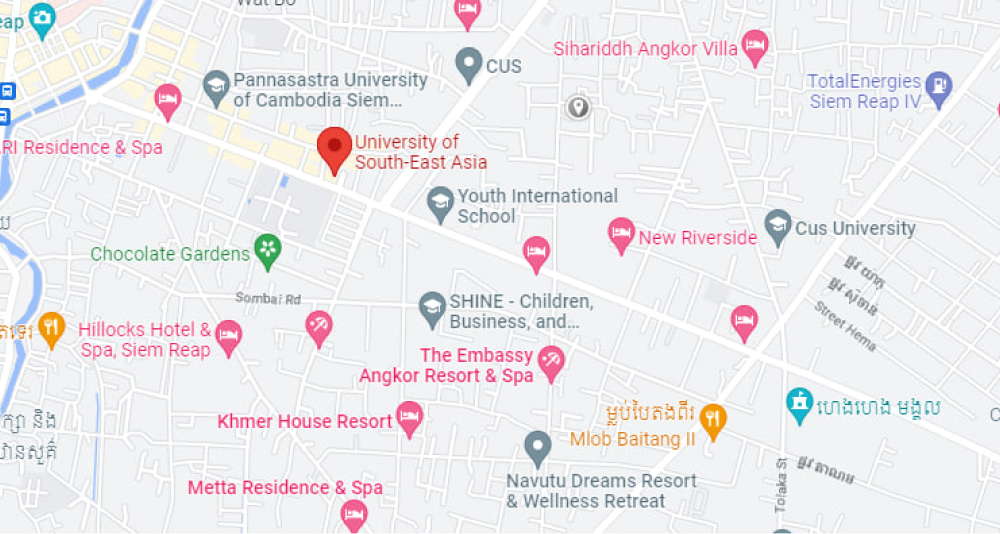 Wat Bo
eap
CUS
Sihariddh Angkor Villa
Pannasastra University
of Cambodia Siem...
TotalEnergies
Siem Reap IV
ARI Residence & Spa
University of
South-East Asia
Youth International
School
New Riverside
Cus University
Chocolate Gardens
Sombai Rd
SHINE - Children,
Business, and...
Street Hema
Hillocks Hotel &
Spa, Siem Reap
The Embassy
Angkor Resort & Spa
Khmer House Resort
ម្លប់បៃតងពីរ
Mlob Baitang II
ហេងហេង មង្គល
Navutu Dreams Resort
& Wellness Retreat
Tolaka St
Metta Residence & Spa